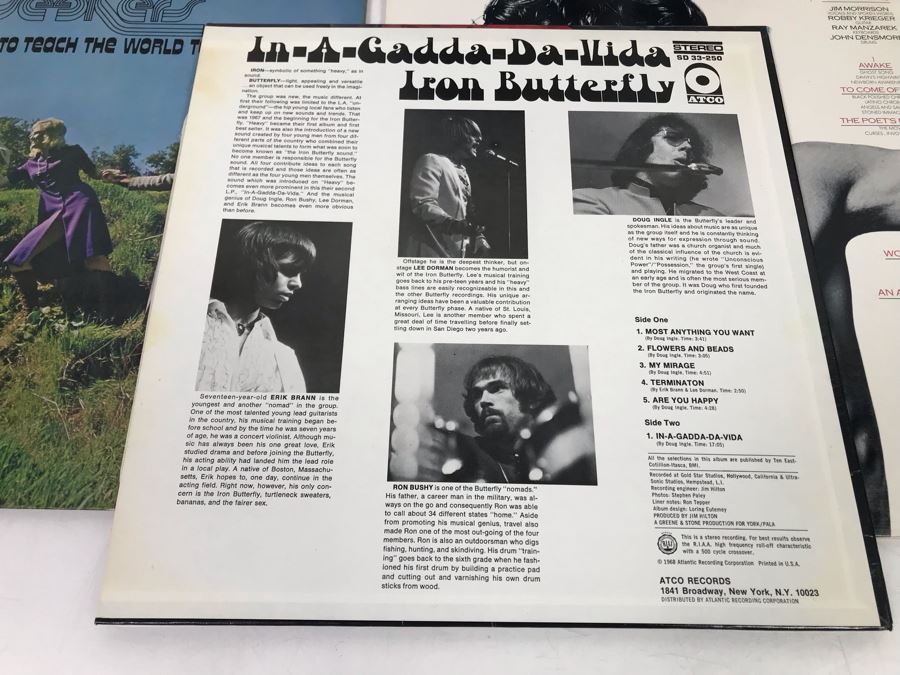 SEEKERS
TO TEACH THE WORLD T
In-A-Gadda-Da-Vida
Iron Butterfly
STEREO
SD 33-250
ATCO
IRON—symbolic of something "heavy," as in
sound.
BUTTERFLY—light, appealing and versatile
... an object that can be used freely in the imagi-
nation.
The group was new, the music different. At
first their following was limited to the L.A. "un-
derground"—the hip young local fans who listen
and keep up on new sounds and trends. That
was 1967 and the beginning for the Iron Butter-
fly. "Heavy" became their first album and first
best seller. It was also the introduction of a new
sound created by four young men from four dif-
ferent parts of the country who combined their
unique musical talents to form what was soon to
become known as "the Iron Butterfly sound."
No one member is responsible for the Butterfly
sound. All four contribute ideas to each song
that is recorded and those ideas are often as
different as the four young men themselves. The
sound which was introduced on "Heavy" be-
comes even more prominent in this their second
L.P., "In-A-Gadda-Da-Vida." And the musical
genius of Doug Ingle, Ron Bushy, Lee Dorman,
and Erik Brann becomes even more obvious
than before.
Seventeen-year-old ERIK BRANN is the
youngest and another "nomad" in the group.
One of the most talented young lead guitarists
in the country, his musical training began be-
fore school and by the time he was seven years
of age, he was a concert violinist. Although mu-
sic has always been his one great love, Erik
studied drama and before joining the Butterfly,
his acting ability had landed him the lead role
in a local play. A native of Boston, Massachu-
setts, Erik hopes to, one day, continue in the
acting field. Right now, however, his only con-
cern is the Iron Butterfly, turtleneck sweaters,
bananas, and the fairer sex.
Offstage he is the deepest thinker, but on-
stage LEE DORMAN becomes the humorist and
wit of the Iron Butterfly. Lee's musical training
goes back to his pre-teen years and his "heavy"
bass lines are easily recognizeable in this and
the other Butterfly recordings. His unique ar-
ranging ideas have been a valuable contribution
at every Butterfly phase. A native of St. Louis,
Missouri, Lee is another member who spent a
great deal of time travelling before finally set-
tling down in San Diego two years ago.
RON BUSHY is one of the Butterfly "nomads."
His father, a career man in the military, was al-
ways on the go and consequently Ron was able
to call about 34 different states "home." Aside
from promoting his musical genius, travel also
made Ron one of the most out-going of the four
members. Ron is also an outdoorsman who digs
fishing, hunting, and skindiving. His drum "train-
ing" goes back to the sixth grade when he fash-
ioned his first drum by building a practice pad
and cutting out and varnishing his own drum
sticks from wood.
DOUG INGLE is the Butterfly's leader and
spokesman. His ideas about music are as unique
as the group itself and he is constantly thinking
of new ways for expression through sound.
Doug's father was a church organist and much
of the classical influence of the church is evi-
dent in his writing (he wrote "Unconscious
Power"/"Possession," the group's first single)
and playing. He migrated to the West Coast at
an early age and is often the most serious mem-
ber of the group. It was Doug who first founded
the Iron Butterfly and originated the name.
Side One
1. MOST ANYTHING YOU WANT
(By Doug Ingle, Time: 3:41)
2. FLOWERS AND BEADS
(By Doug Ingle, Time: 3:05)
3. MY MIRAGE
(By Doug Ingle, Time: 4:51)
4. TERMINATON
(By Erik Brann & Lee Dorman, Time: 2:50)
5. ARE YOU HAPPY
(By Doug Ingle, Time: 4:28)
Side Two
1. IN-A-GADDA-DA-VIDA
(By Doug Ingle, Time: 17:05)
All the selections in this album are published by Ten East-
Cotillion-Itasca, BMI.
Recorded at Gold Star Studios, Hollywood, California & Ultra-
Sonic Studios, Hempstead, L.I.
Recording engineer: Jim Hilton
Photos: Stephen Paley
Liner notes: Ron Tepper
Album design: Loring Eutemey
PRODUCED BY JIM HILTON
A GREENE & STONE PRODUCTION FOR YORK/PALA
This is a stereo recording. For best results observe
the R.I.A.A. high frequency roll-off characteristic
with a 500 cycle crossover.
© 1968 Atlantic Recording Corporation Printed in U.S.A.
ATCO RECORDS
1841 Broadway, New York, N.Y. 10023
DISTRIBUTED BY ATLANTIC RECORDING CORPORATION
JIM MORRISON
VOCALS AND SPOKEN WORDS
ROBBY KRIEGER
GUITAR
RAY MANZAREK
KEYBOARDS
JOHN DENSMORE
DRUMS
AWAKE
GHOST SONG
DAWN'S HIGHWAY
NEWBORN AWAKENING
TO COME OF
BLACK POLISHED CHR
LATINO CHROME
ANGELS AND SA
STONED IMMAC
THE POET'S
THE MOV
CURSES, INVO
WO
AN A